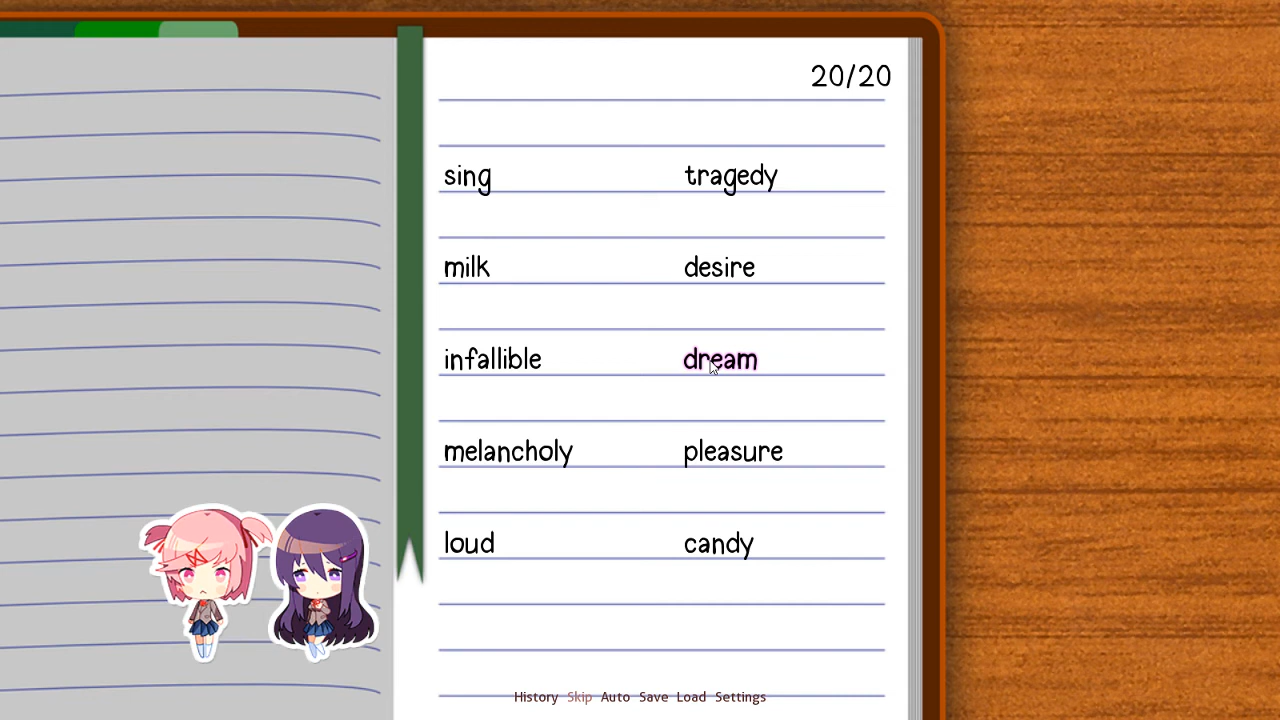 20/20
sing tragedy
milk desire
infallible dream
melancholy pleasure
loud candy
History Skip Auto Save Load Settings